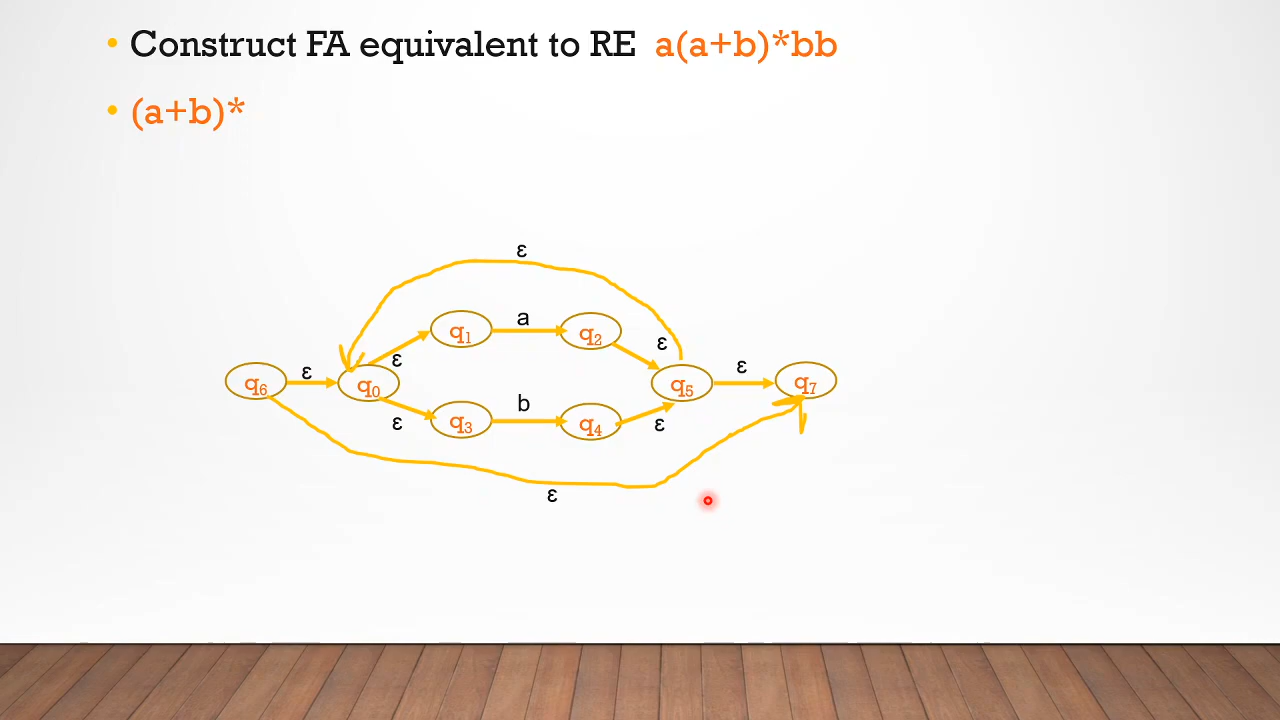 • Construct FA equivalent to RE a(a+b)*bb
• (a+b)*
ε
a
q₁ q₂
ε ε
ε ε
q₆ q₀ q₅ q₇
b
ε q₃ q₄ ε
ε